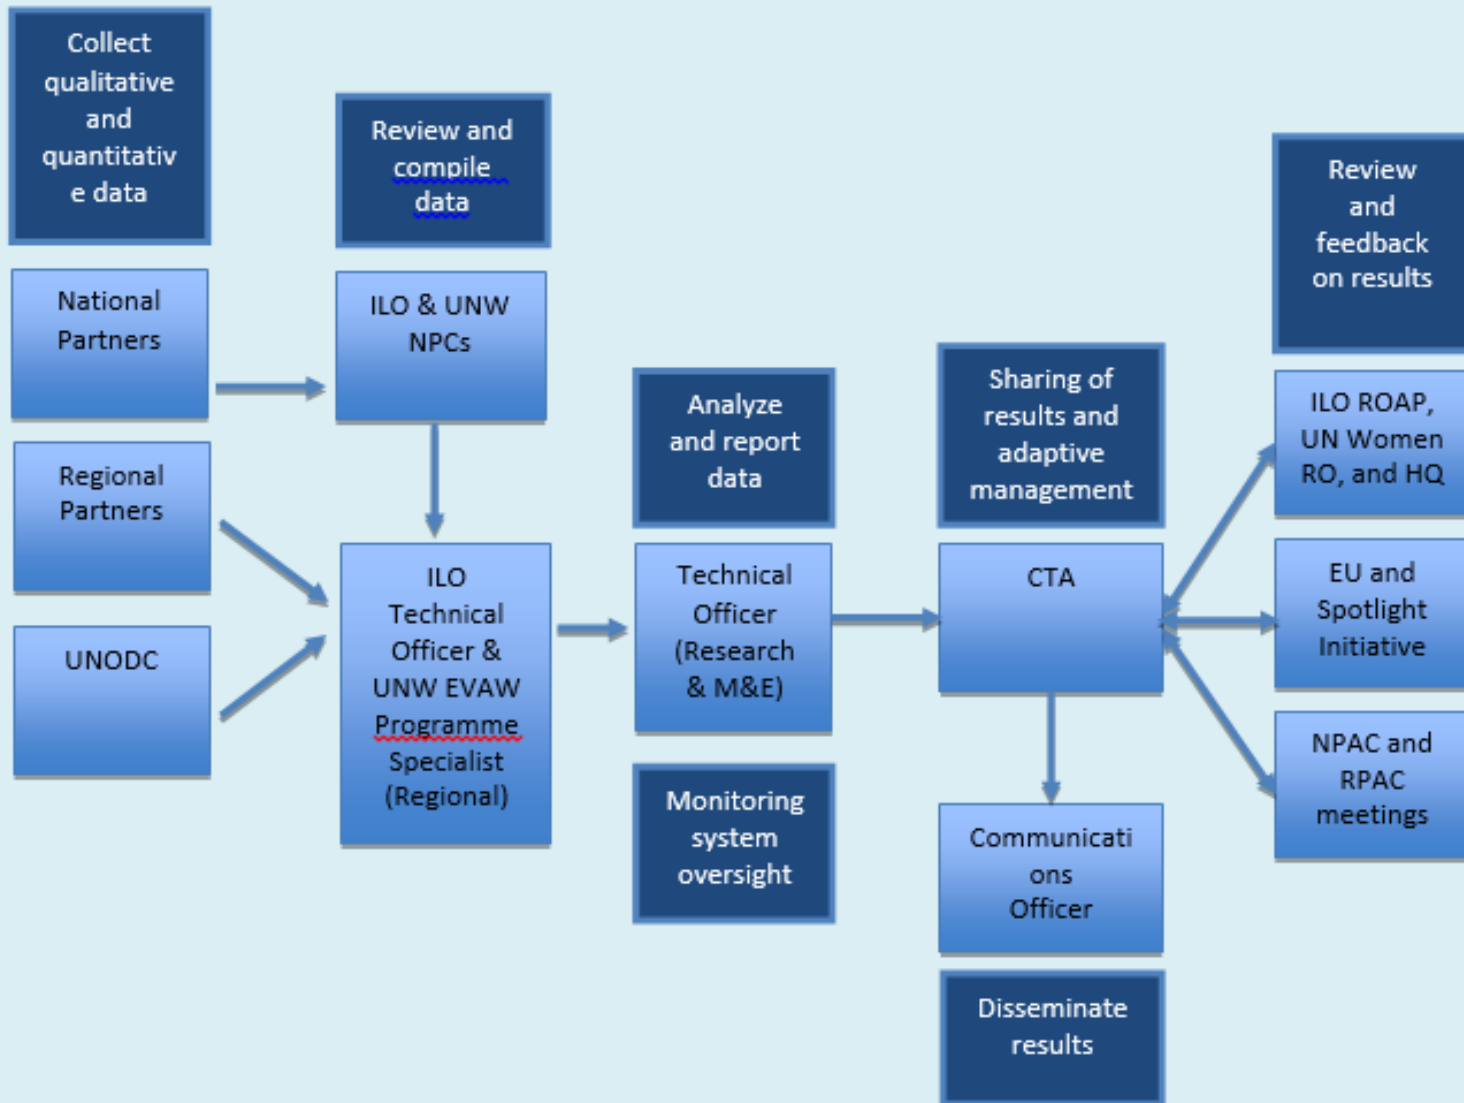 Collect
qualitative
and
quantitativ
e data
National
Partners
Regional
Partners
UNODC
Review and
compile
data
ILO & UNW
NPCs
ILO
Technical
Officer &
UNW EVAW
Programme
Specialist
(Regional)
Analyze
and report
data
Technical
Officer
(Research
& M&E)
Monitoring
system
oversight
Sharing of
results and
adaptive
management
CTA
Communicati
ons
Officer
Disseminate
results
Review
and
feedback
on results
ILO ROAP,
UN Women
RO, and HQ
EU and
Spotlight
Initiative
NPAC and
RPAC
meetings